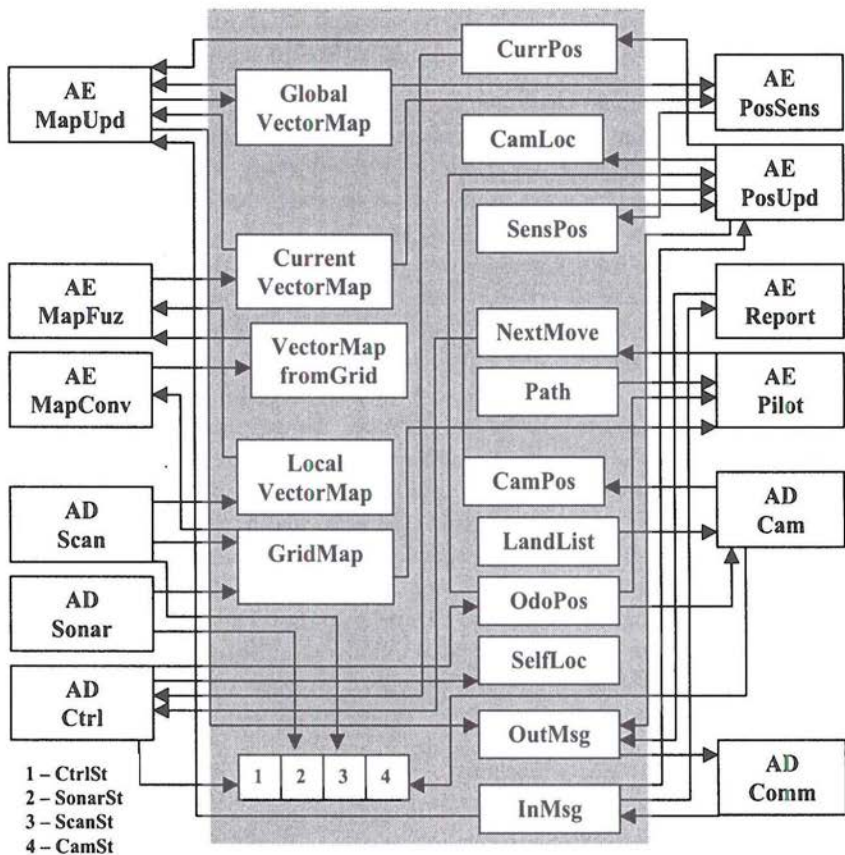 AE
MapUpd
AE
MapFuz
AE
MapConv
AD
Scan
AD
Sonar
AD
Ctrl
1 – CtrlSt
2 – SonarSt
3 – ScanSt
4 – CamSt
Global
VectorMap
Current
VectorMap
VectorMap
fromGrid
Local
VectorMap
GridMap
1 2 3 4
CurrPos
CamLoc
SensPos
NextMove
Path
CamPos
LandList
OdoPos
SelfLoc
OutMsg
InMsg
AE
PosSens
AE
PosUpd
AE
Report
AE
Pilot
AD
Cam
AD
Comm